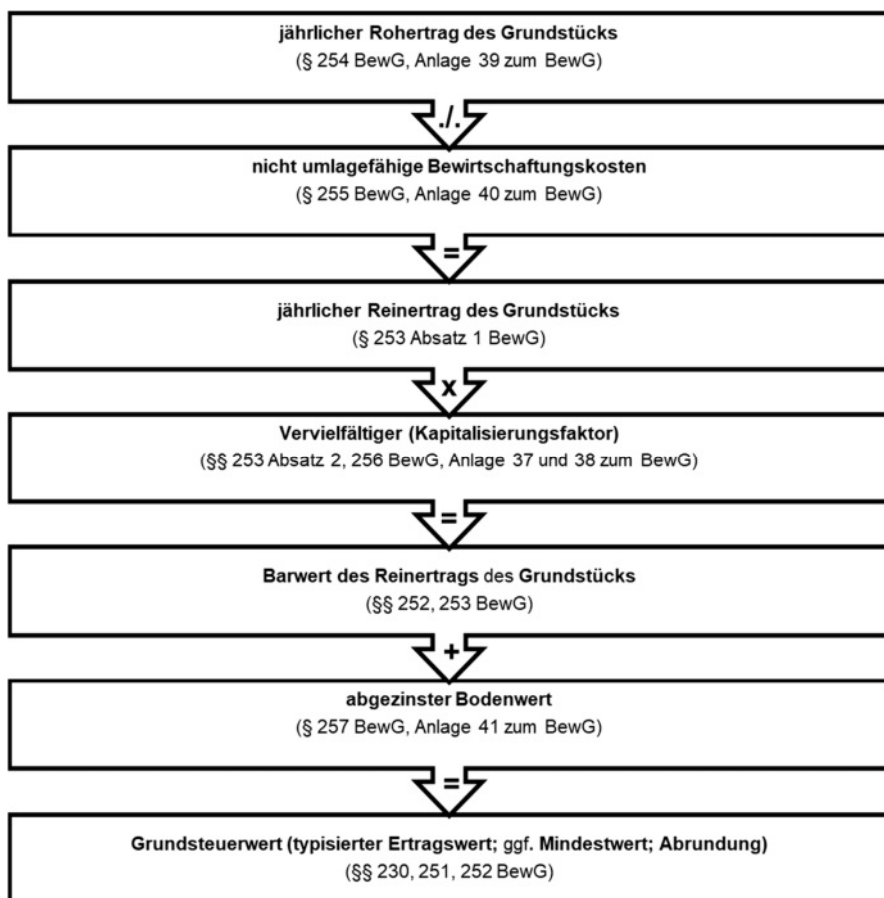 jährlicher Rohertrag des Grundstücks
(§ 254 BewG, Anlage 39 zum BewG)
./.
nicht umlagefähige Bewirtschaftungskosten
(§ 255 BewG, Anlage 40 zum BewG)
=
jährlicher Reinertrag des Grundstücks
(§ 253 Absatz 1 BewG)
x
Vervielfältiger (Kapitalisierungsfaktor)
(§§ 253 Absatz 2, 256 BewG, Anlage 37 und 38 zum BewG)
=
Barwert des Reinertrags des Grundstücks
(§§ 252, 253 BewG)
+
abgezinster Bodenwert
(§ 257 BewG, Anlage 41 zum BewG)
=
Grundsteuerwert (typisierter Ertragswert; ggf. Mindestwert; Abrundung)
(§§ 230, 251, 252 BewG)